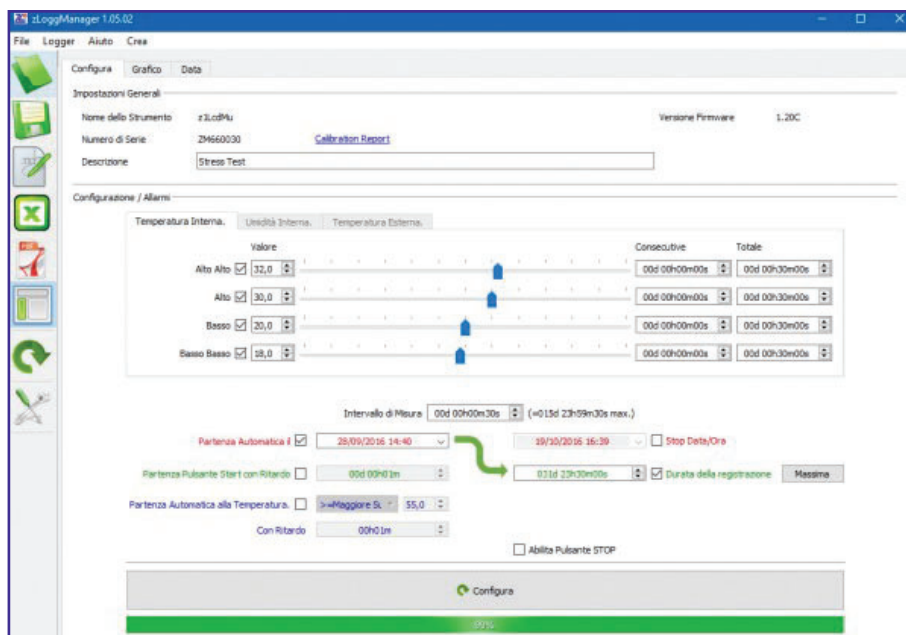 zLoggManager 1.05.02
File Logger Aiuto Crea
Configura Grafico Data
Impostazioni Generali
Nome dello Strumento z1LcdMu Versione Firmware 1.20C
Numero di Serie ZM660030 Calibration Report
Descrizione Stress Test
Configurazione / Allarmi
Temperatura Interna. Umidità Interna. Temperatura Esterna.
Valore Consecutive Totale
Alto Alto 32,0 00d 00h00m00s 00d 00h30m00s
Alto 30,0 00d 00h00m00s 00d 00h30m00s
Basso 20,0 00d 00h00m00s 00d 00h30m00s
Basso Basso 18,0 00d 00h00m00s 00d 00h30m00s
Intervallo di Misura 00d 00h00m30s (=015d 23h59m30s max.)
Partenza Automatica il 28/09/2016 14:40 19/10/2016 16:39 Stop Data/Ora
Partenza Pulsante Start con Ritardo 00d 00h01m 031d 23h30m00s Durata della registrazione Massima
Partenza Automatica alla Temperatura. >=Maggiore Su 55,0
Con Ritardo 00h01m
Abilita Pulsante STOP
Configura
99%